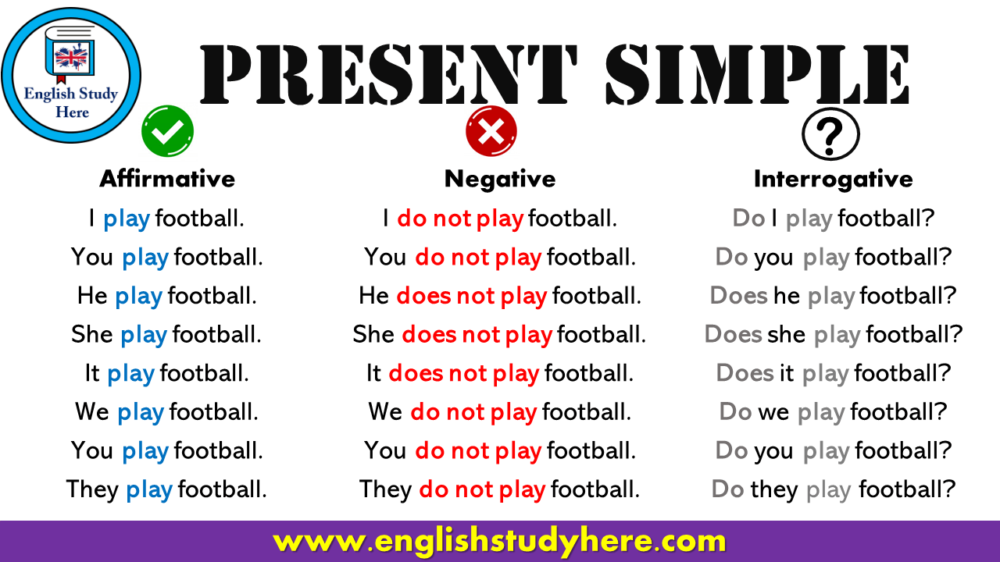 English Study
Here
PRESENT SIMPLE
Affirmative
I play football.
You play football.
He play football.
She play football.
It play football.
We play football.
You play football.
They play football.
Negative
I do not play football.
You do not play football.
He does not play football.
She does not play football.
It does not play football.
We do not play football.
You do not play football.
They do not play football.
Interrogative
Do I play football?
Do you play football?
Does he play football?
Does she play football?
Does it play football?
Do we play football?
Do you play football?
Do they play football?
www.englishstudyhere.com